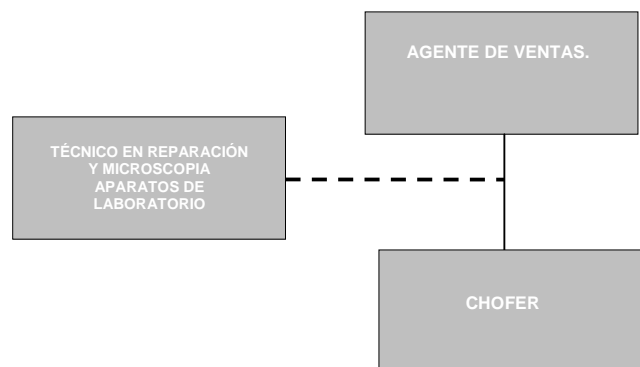 AGENTE DE VENTAS.
TÉCNICO EN REPARACIÓN
Y MICROSCOPIA
APARATOS DE
LABORATORIO
CHOFER